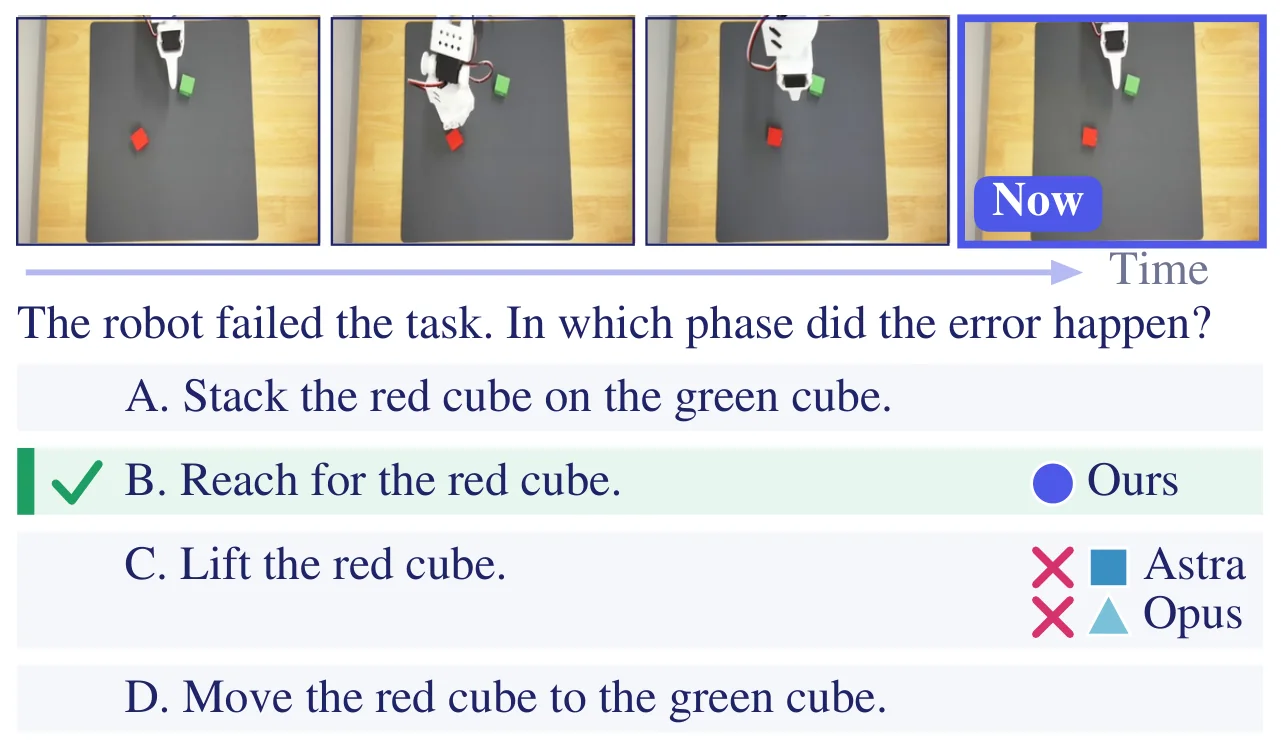 Now
Time
The robot failed the task. In which phase did the error happen?
A. Stack the red cube on the green cube.
B. Reach for the red cube.
Ours
C. Lift the red cube.
Astra
Opus
D. Move the red cube to the green cube.